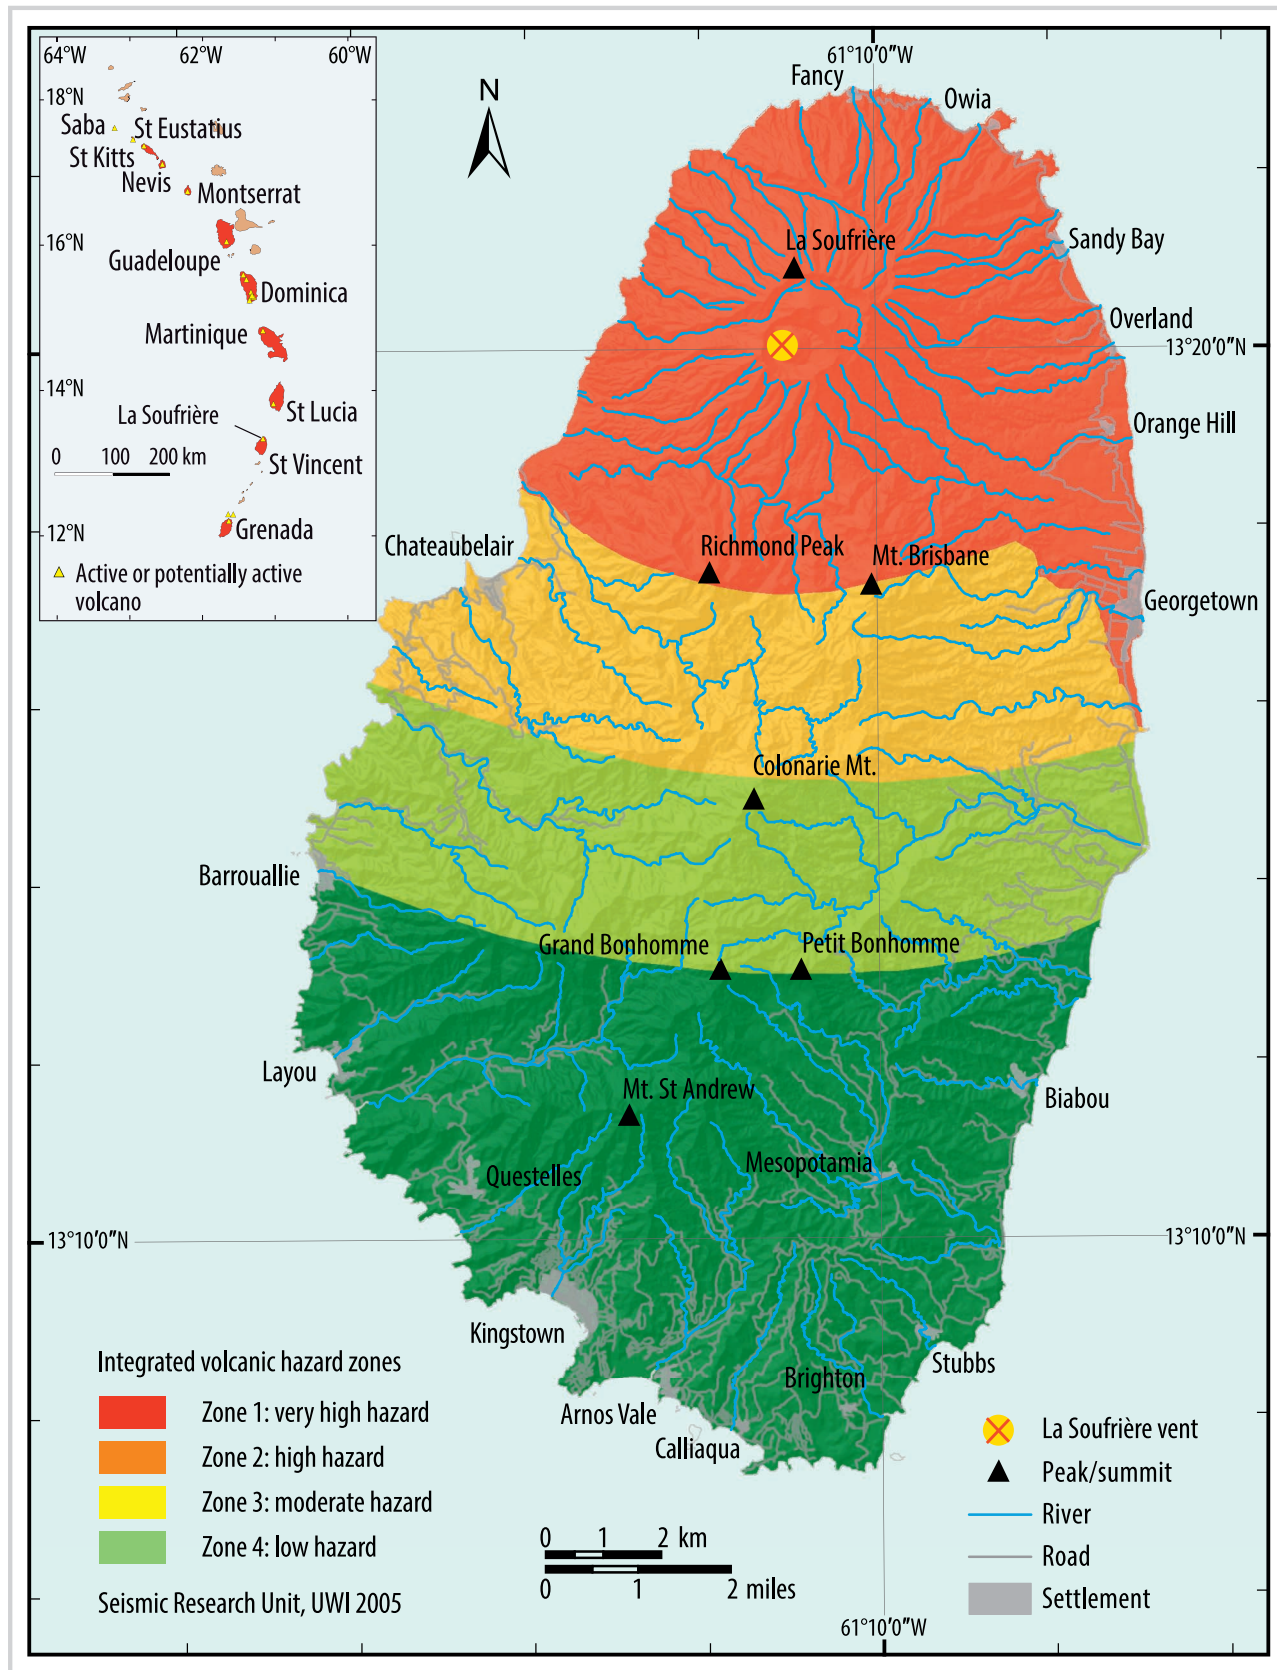 64°W
62°W
60°W
18°N
Saba
St Eustatius
St Kitts
Nevis
Montserrat
16°N
Guadeloupe
Dominica
Martinique
14°N
St Lucia
La Soufrière
0 100 200 km
St Vincent
12°N
Grenada
Active or potentially active
volcano
N
61°10′0″W
Fancy
Owia
La Soufrière
Sandy Bay
Overland
13°20′0″N
Orange Hill
Chateaubelair
Richmond Peak
Mt. Brisbane
Georgetown
Colonarie Mt.
Barrouallie
Grand Bonhomme
Petit Bonhomme
Layou
Mt. St Andrew
Biabou
Questelles
Mesopotamia
13°10′0″N
13°10′0″N
Kingstown
Stubbs
Brighton
Arnos Vale
Calliaqua
Integrated volcanic hazard zones
Zone 1: very high hazard
Zone 2: high hazard
Zone 3: moderate hazard
Zone 4: low hazard
Seismic Research Unit, UWI 2005
0 1 2 km
0 1 2 miles
La Soufrière vent
Peak/summit
River
Road
Settlement
61°10′0″W